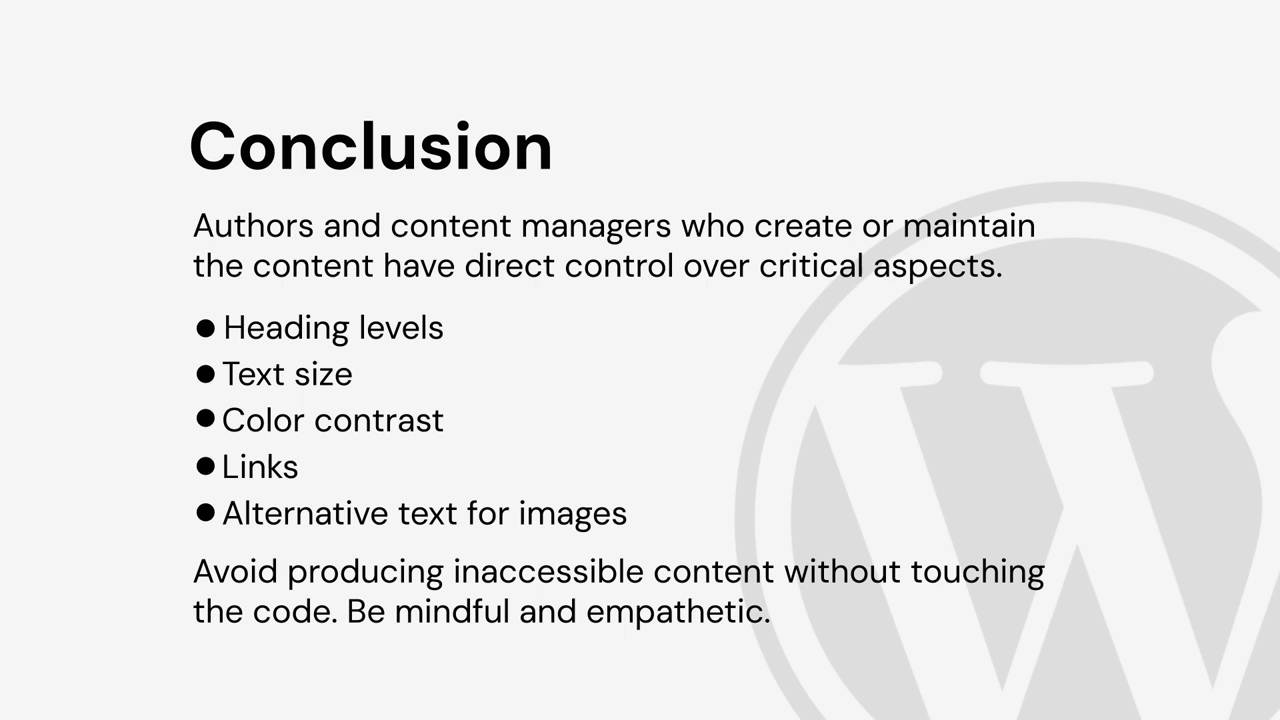 Conclusion
Authors and content managers who create or maintain
the content have direct control over critical aspects.
● Heading levels
● Text size
● Color contrast
● Links
● Alternative text for images
Avoid producing inaccessible content without touching
the code. Be mindful and empathetic.